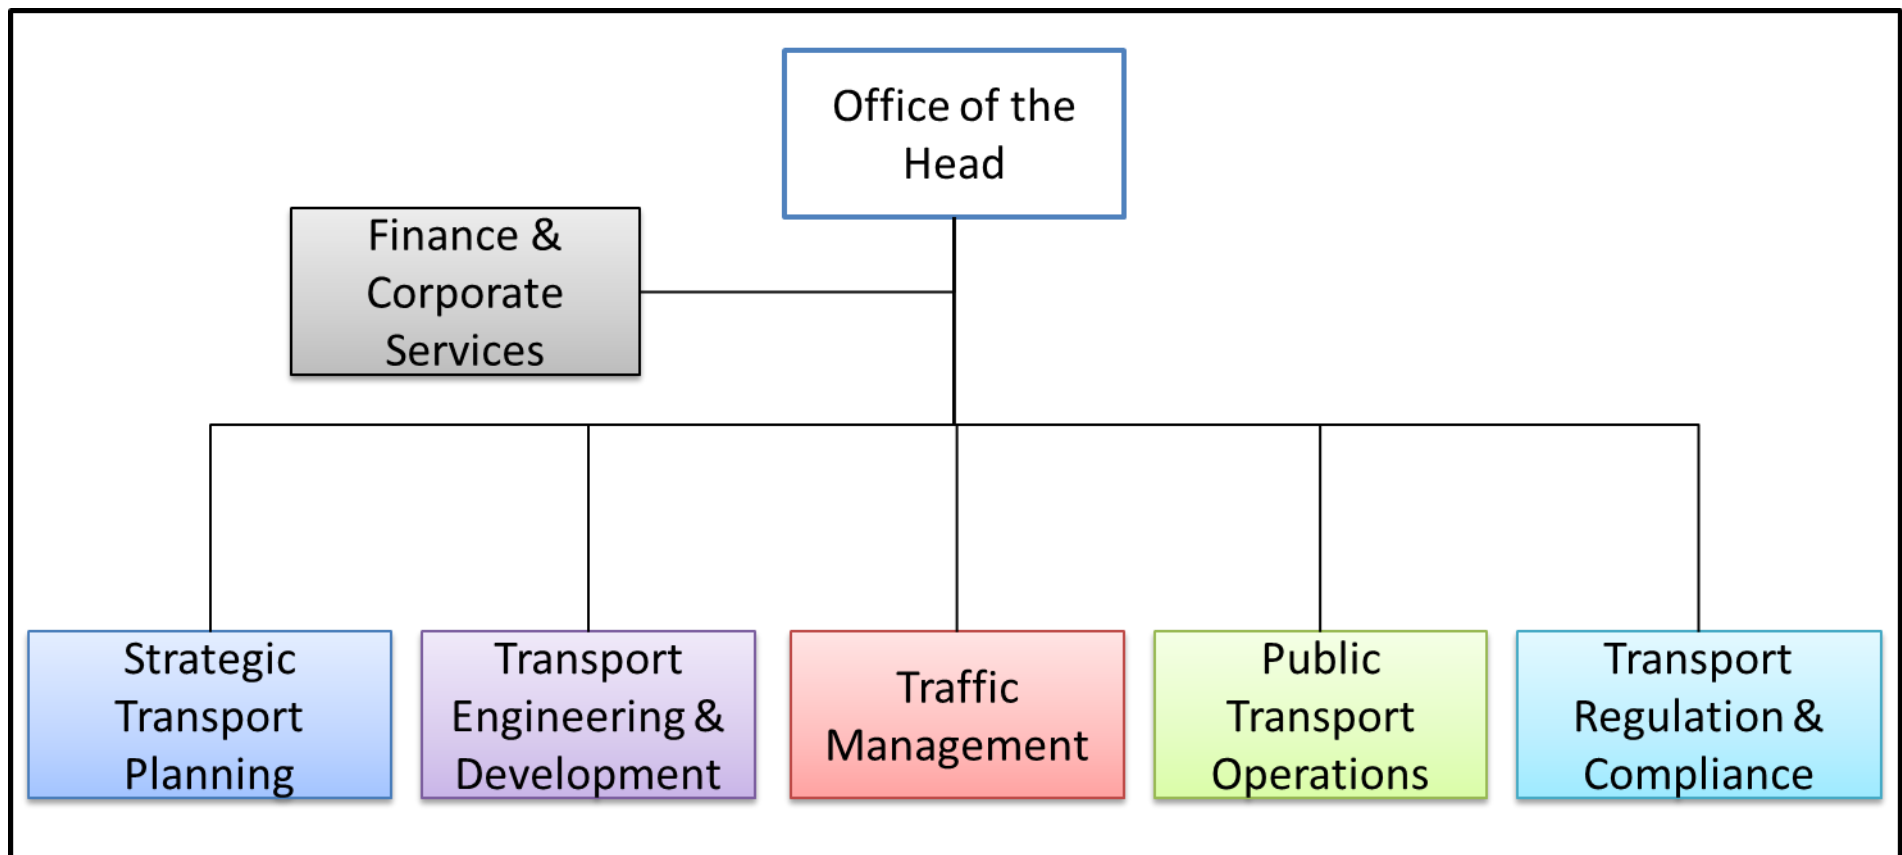 Office of the
Head
Finance &
Corporate
Services
Strategic
Transport
Planning
Transport
Engineering &
Development
Traffic
Management
Public
Transport
Operations
Transport
Regulation &
Compliance